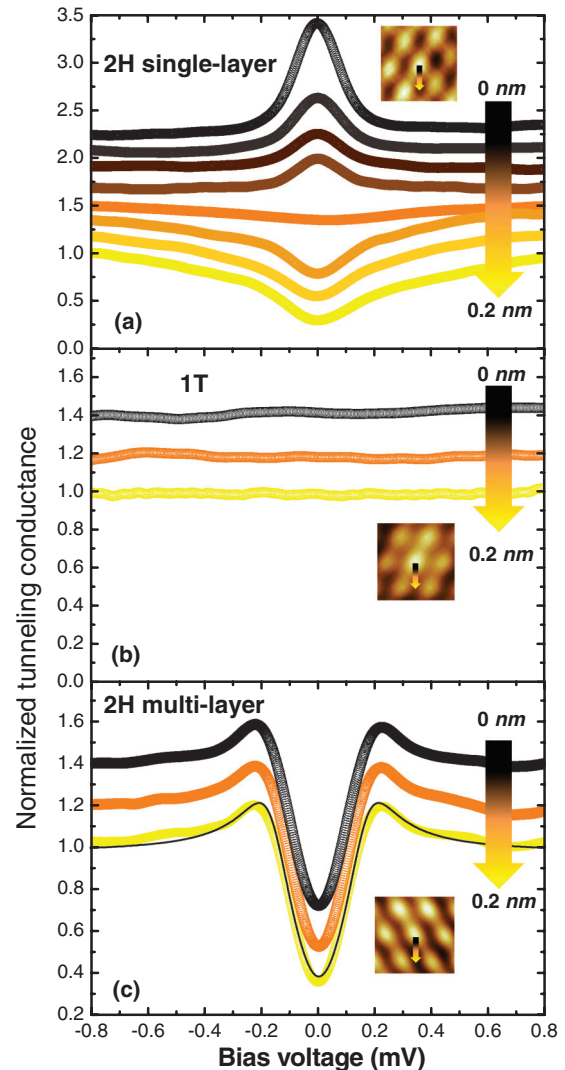 3.5
3.0
2.5
2.0
1.5
1.0
0.5
0.0
2H single-layer
0 nm
0.2 nm
(a)
1.6
1.4
1.2
1.0
0.8
0.6
0.4
0.2
0.0
1T
0 nm
0.2 nm
(b)
1.6
1.4
1.2
1.0
0.8
0.6
0.4
0.2
2H multi-layer
0 nm
0.2 nm
(c)
Normalized tunneling conductance
-0.8 -0.6 -0.4 -0.2 0.0 0.2 0.4 0.6 0.8
Bias voltage (mV)